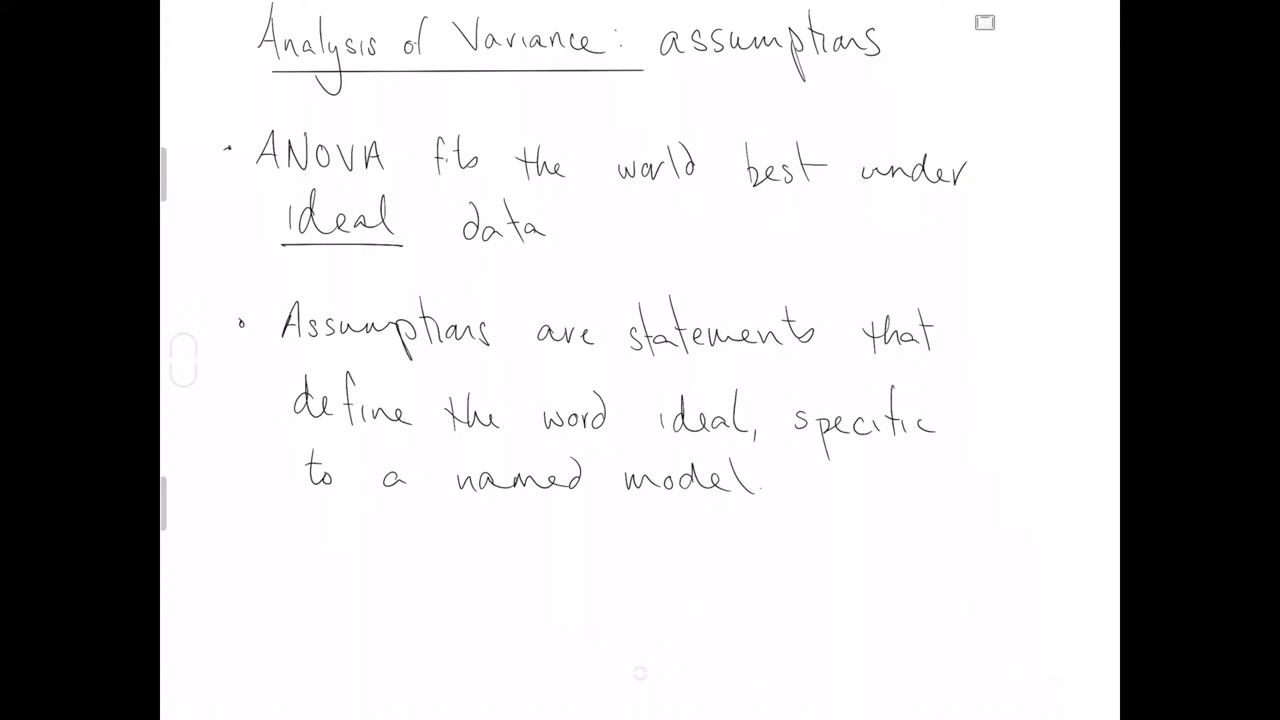 Analysis of Variance: assumptions
• ANOVA fits the world best under
ideal data
• Assumptions are statements that
define the word ideal, specific
to a named model.